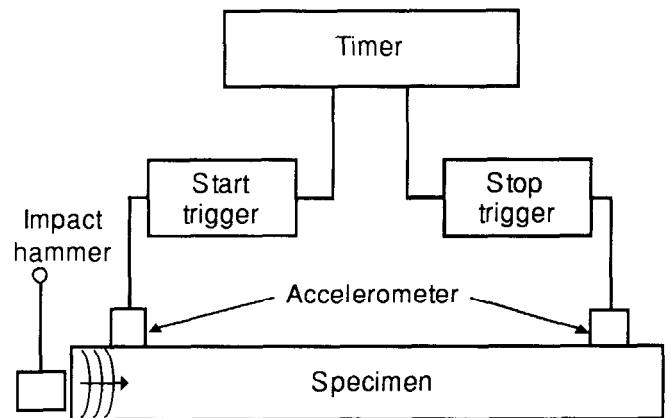 Timer
Start
trigger
Stop
trigger
Impact
hammer
Accelerometer
Specimen